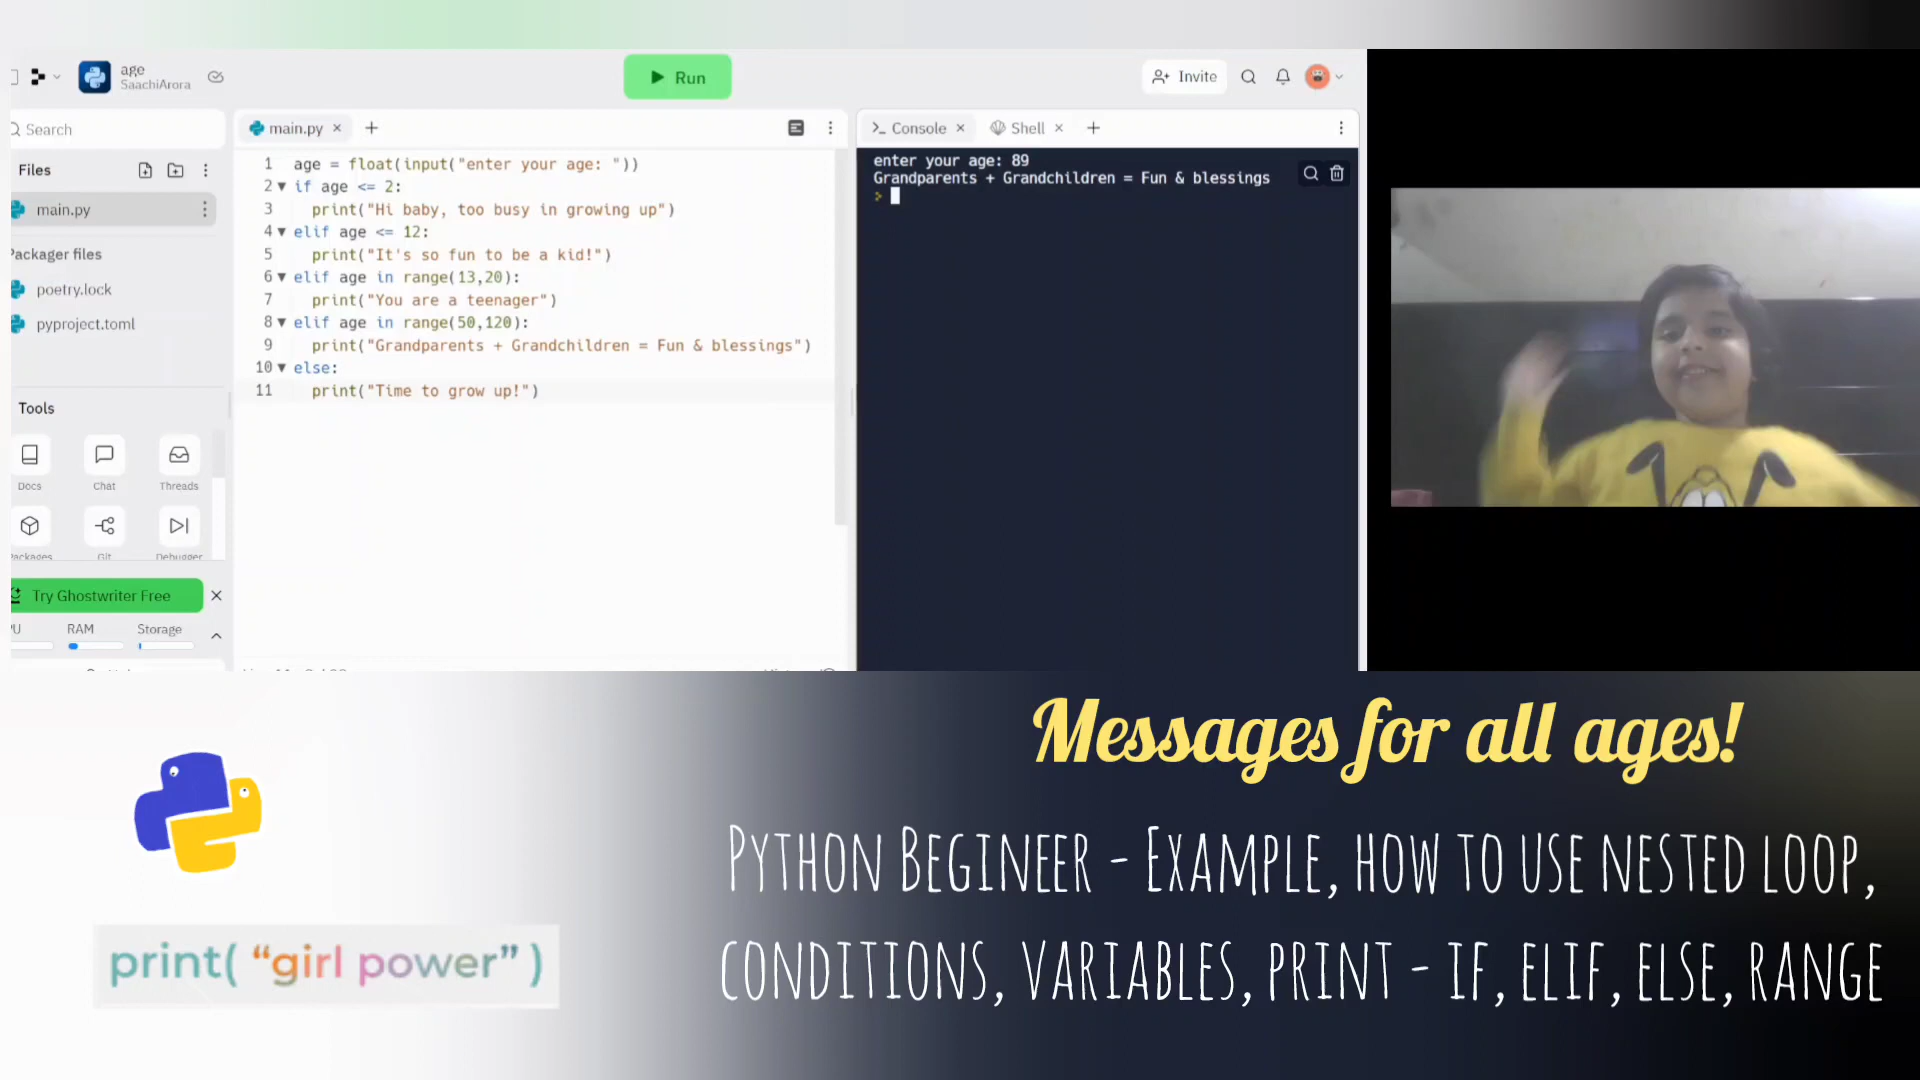 age
SaachiArora
Run
Invite
Search
Files
main.py
Packager files
poetry.lock
pyproject.toml
Tools
Docs
Chat
Threads
Packages
Git
Debugger
Try Ghostwriter Free
RAM
Storage
main.py
1 age = float(input("enter your age: "))
2 if age <= 2:
3 print("Hi baby, too busy in growing up")
4 elif age <= 12:
5 print("It's so fun to be a kid!")
6 elif age in range(13,20):
7 print("You are a teenager")
8 elif age in range(50,120):
9 print("Grandparents + Grandchildren = Fun & blessings")
10 else:
11 print("Time to grow up!")
Console
Shell
enter your age: 89
Grandparents + Grandchildren = Fun & blessings
Messages for all ages!
Python Begineer - Example, how to use nested loop,
conditions, variables, print - if, elif, else, range
print( “girl power” )